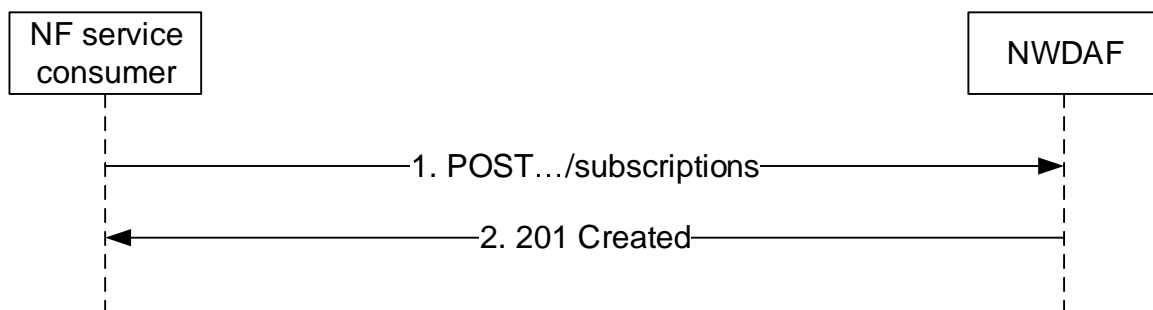 NF service
consumer
NWDAF
1. POST…/subscriptions
2. 201 Created